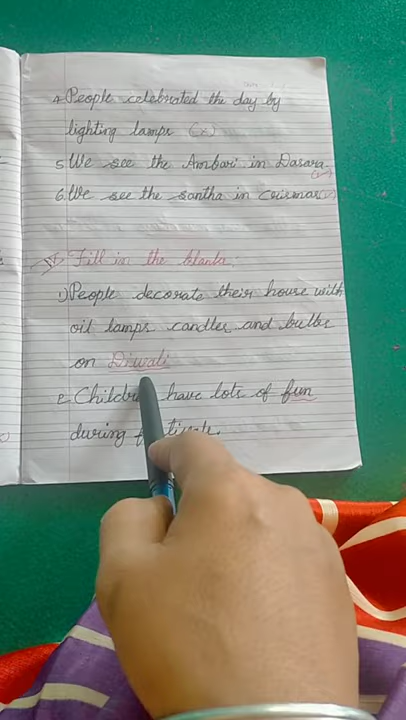 4. People celebrated the day by
lighting lamps (x)
5. We see the Ambari in Dasara. (✓)
6. We see the santha in Crismas (✓)
IV Fill in the blanks:
1) People decorate their house with
oil lamps candles and bulbs
on Diwali
2. Children have lots of fun
during